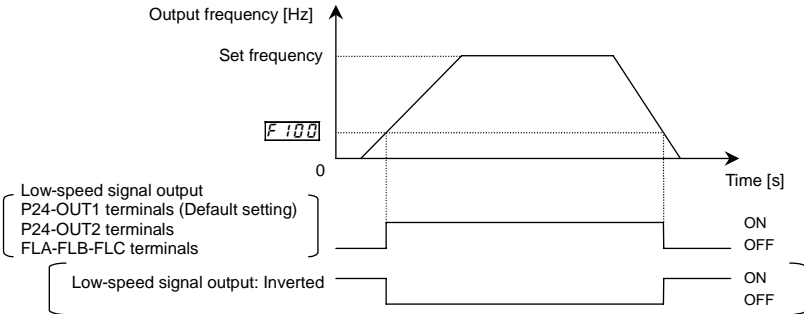 Output frequency [Hz]
Set frequency
F 100
0
Time [s]
Low-speed signal output
P24-OUT1 terminals (Default setting)
P24-OUT2 terminals
FLA-FLB-FLC terminals
ON
OFF
Low-speed signal output: Inverted
ON
OFF